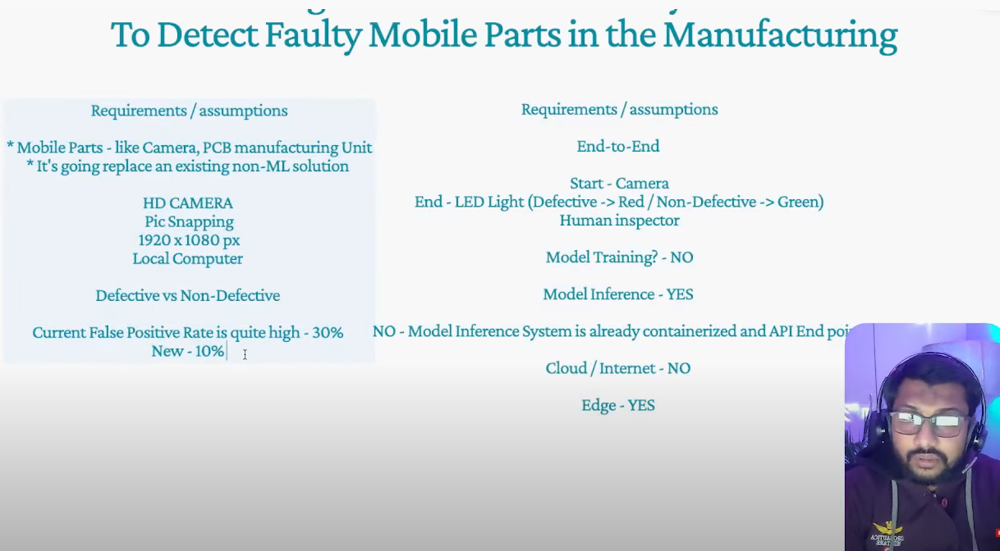 To Detect Faulty Mobile Parts in the Manufacturing
Requirements / assumptions
* Mobile Parts - like Camera, PCB manufacturing Unit
* It's going replace an existing non-ML solution
HD CAMERA
Pic Snapping
1920 x 1080 px
Local Computer
Defective vs Non-Defective
Current False Positive Rate is quite high - 30%
New - 10%
Requirements / assumptions
End-to-End
Start - Camera
End - LED Light (Defective -> Red / Non-Defective -> Green)
Human inspector
Model Training? - NO
Model Inference - YES
NO - Model Inference System is already containerized and API End
Cloud / Internet - NO
Edge - YES